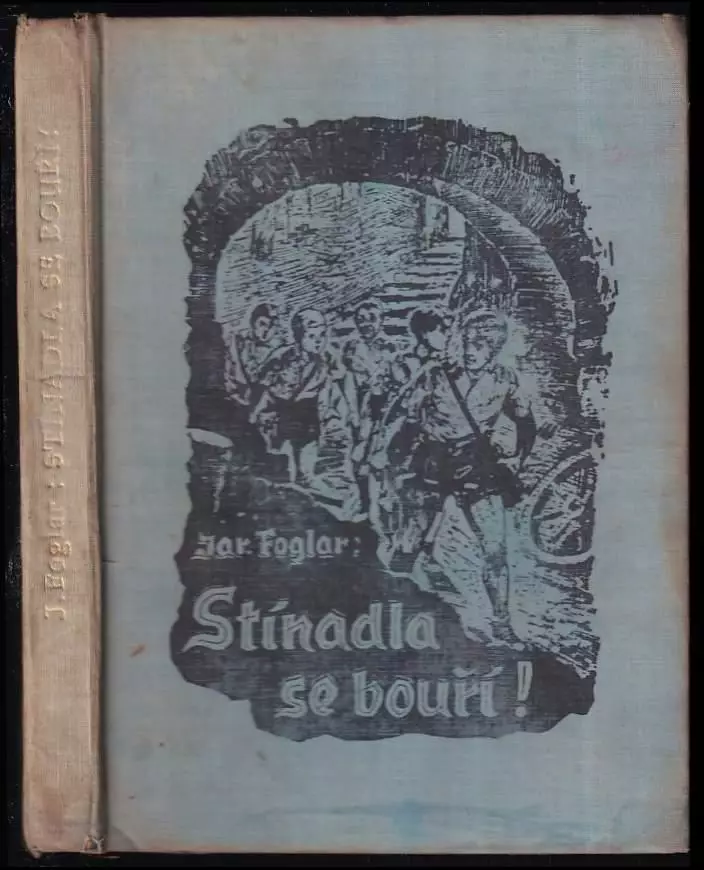 J. Foglar + STÍNADLA SE BOUŘÍ!
Jar. Foglar:
Stínadla
se bouří!